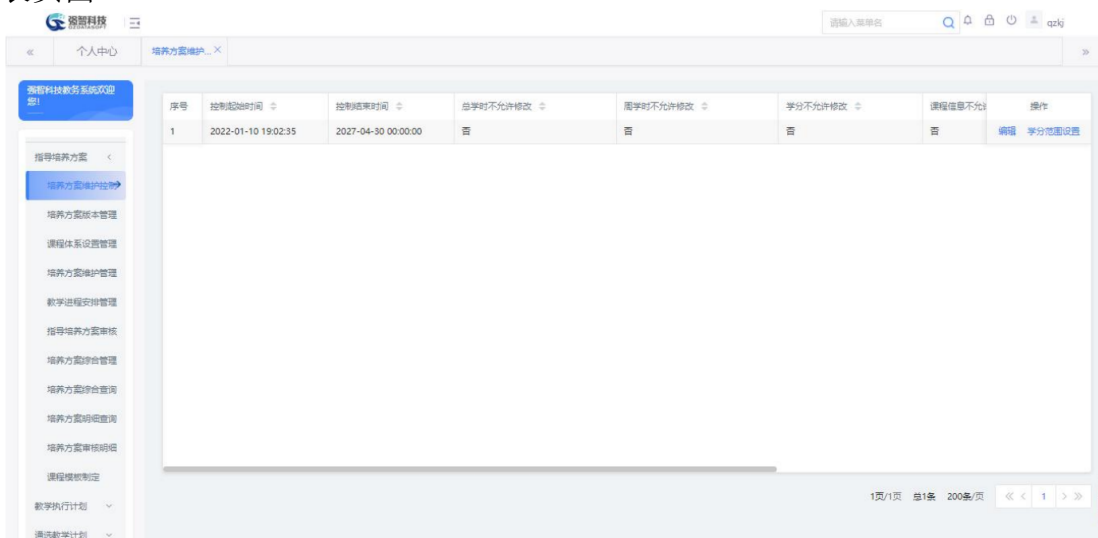 强智科技
请输入菜单名
qzkj
个人中心
培养方案维护...
强智科技教务系统欢迎
您!
序号 控制起始时间 控制结束时间 总学时不允许修改 周学时不允许修改 学分不允许修改 课程信息不允许 操作
1 2022-01-10 19:02:35 2027-04-30 00:00:00 否 否 否 否 编辑 学分范围设置
指导培养方案
培养方案维护控制
培养方案版本管理
课程体系设置管理
培养方案维护管理
教学进程安排管理
指导培养方案审核
培养方案综合管理
培养方案综合查询
培养方案明细查询
培养方案审核明细
课程模板制定
教学执行计划
1页/1页 总1条 200条/页 1
通选教学计划